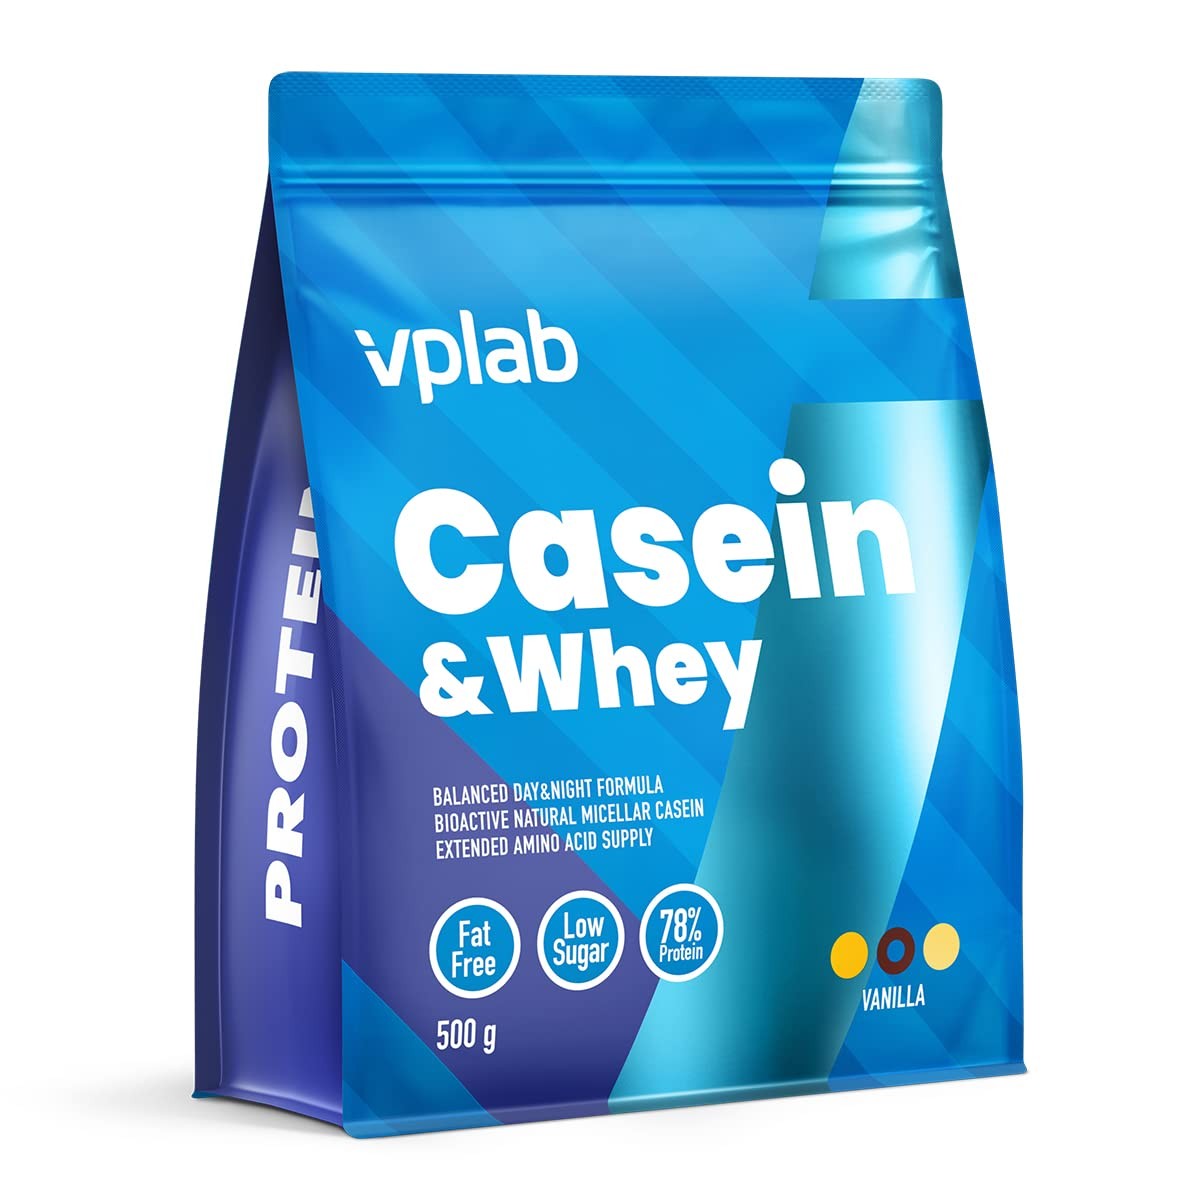 vplab
Casein
&Whey
BALANCED DAY&NIGHT FORMULA
BIOACTIVE NATURAL MICELLAR CASEIN
EXTENDED AMINO ACID SUPPLY
Fat
Free
Low
Sugar
78%
Protein
500 g
VANILLA
PROTEIN